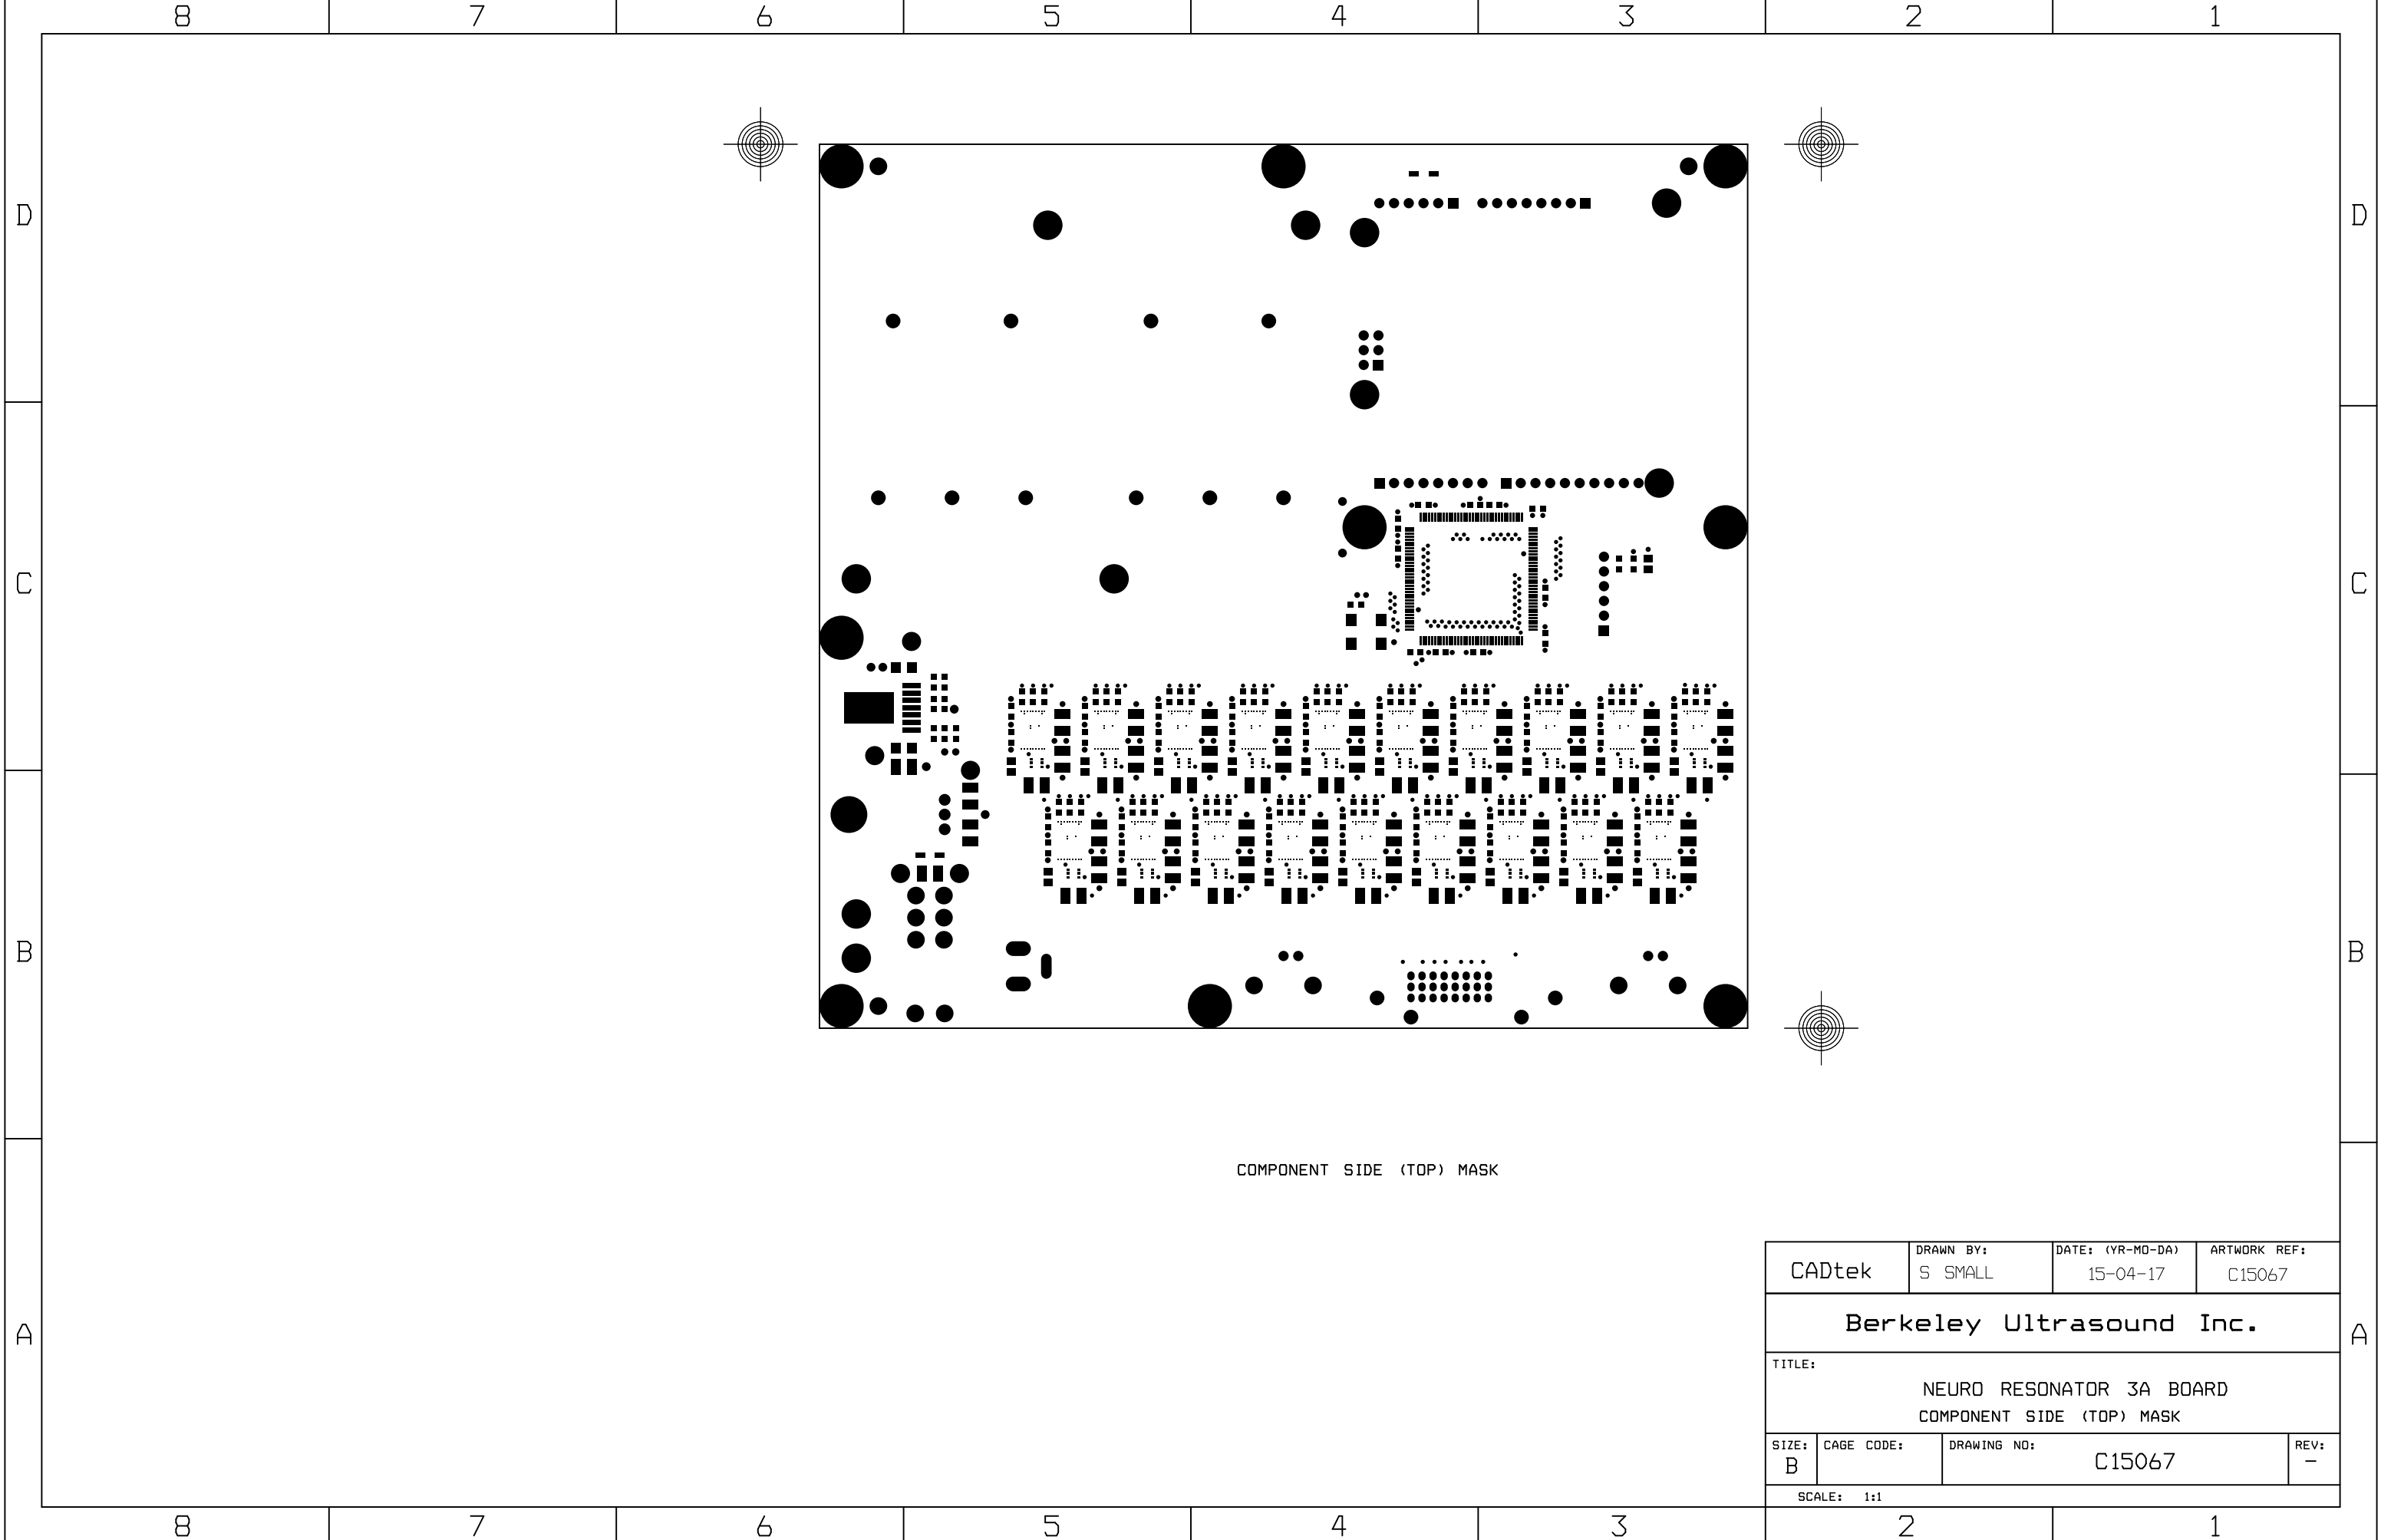 8 7 6 5 4 3 2 1
D D
C C
B B
A A
COMPONENT SIDE (TOP) MASK
CADtek
DRAWN BY:
S SMALL
DATE: (YR-MO-DA)
15-04-17
ARTWORK REF:
C15067
Berkeley Ultrasound Inc.
TITLE:
NEURO RESONATOR 3A BOARD
COMPONENT SIDE (TOP) MASK
SIZE:
B
CAGE CODE:
DRAWING NO:
C15067
REV:
-
SCALE: 1:1
8 7 6 5 4 3 2 1